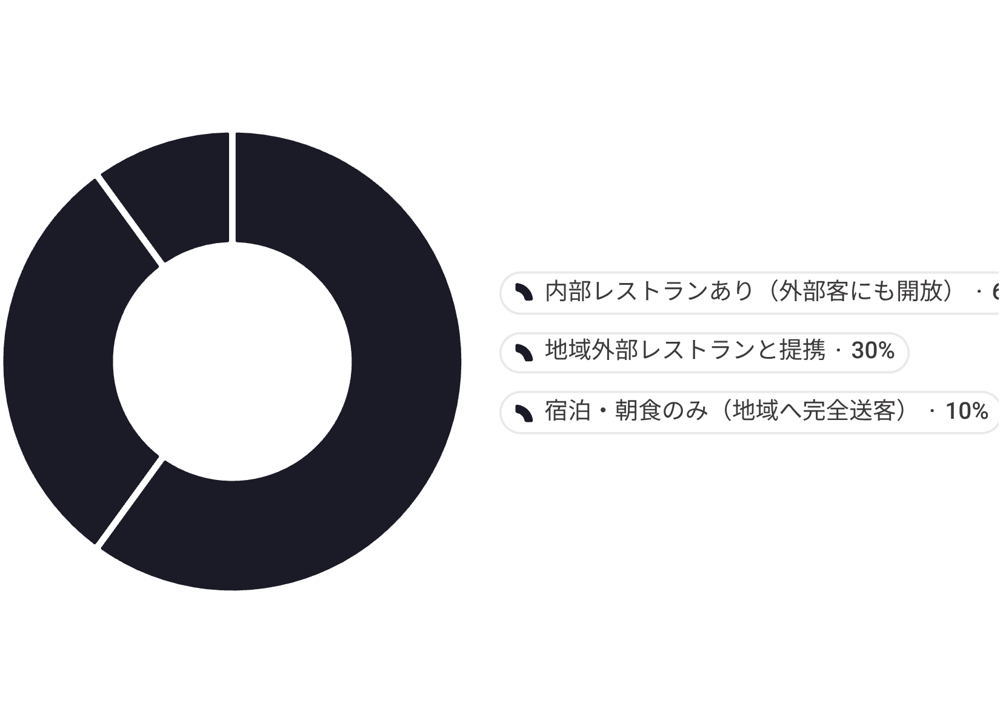 内部レストランあり（外部客にも開放） · 6
地域外部レストランと提携 · 30%
宿泊・朝食のみ（地域へ完全送客） · 10%